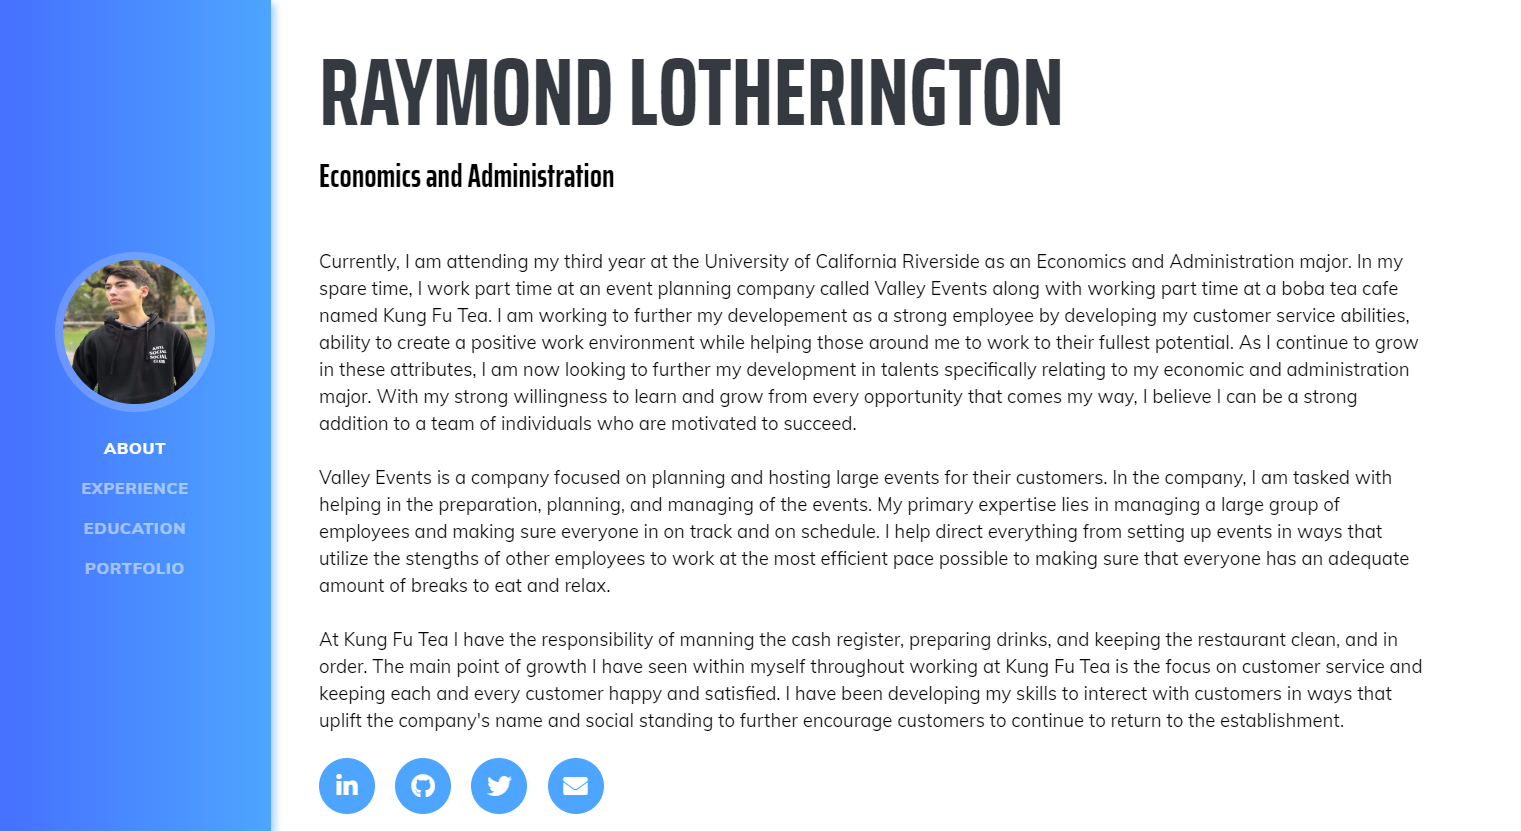 RAYMOND LOTHERINGTON
Economics and Administration
Currently, I am attending my third year at the University of California Riverside as an Economics and Administration major. In my
spare time, I work part time at an event planning company called Valley Events along with working part time at a boba tea cafe
named Kung Fu Tea. I am working to further my developement as a strong employee by developing my customer service abilities,
ability to create a positive work environment while helping those around me to work to their fullest potential. As I continue to grow
in these attributes, I am now looking to further my development in talents specifically relating to my economic and administration
major. With my strong willingness to learn and grow from every opportunity that comes my way, I believe I can be a strong
addition to a team of individuals who are motivated to succeed.
Valley Events is a company focused on planning and hosting large events for their customers. In the company, I am tasked with
helping in the preparation, planning, and managing of the events. My primary expertise lies in managing a large group of
employees and making sure everyone in on track and on schedule. I help direct everything from setting up events in ways that
utilize the stengths of other employees to work at the most efficient pace possible to making sure that everyone has an adequate
amount of breaks to eat and relax.
At Kung Fu Tea I have the responsibility of manning the cash register, preparing drinks, and keeping the restaurant clean, and in
order. The main point of growth I have seen within myself throughout working at Kung Fu Tea is the focus on customer service and
keeping each and every customer happy and satisfied. I have been developing my skills to interect with customers in ways that
uplift the company's name and social standing to further encourage customers to continue to return to the establishment.
in
ANTI
SOCIAL
SOCIAL
CLUB
ABOUT
EXPERIENCE
EDUCATION
PORTFOLIO